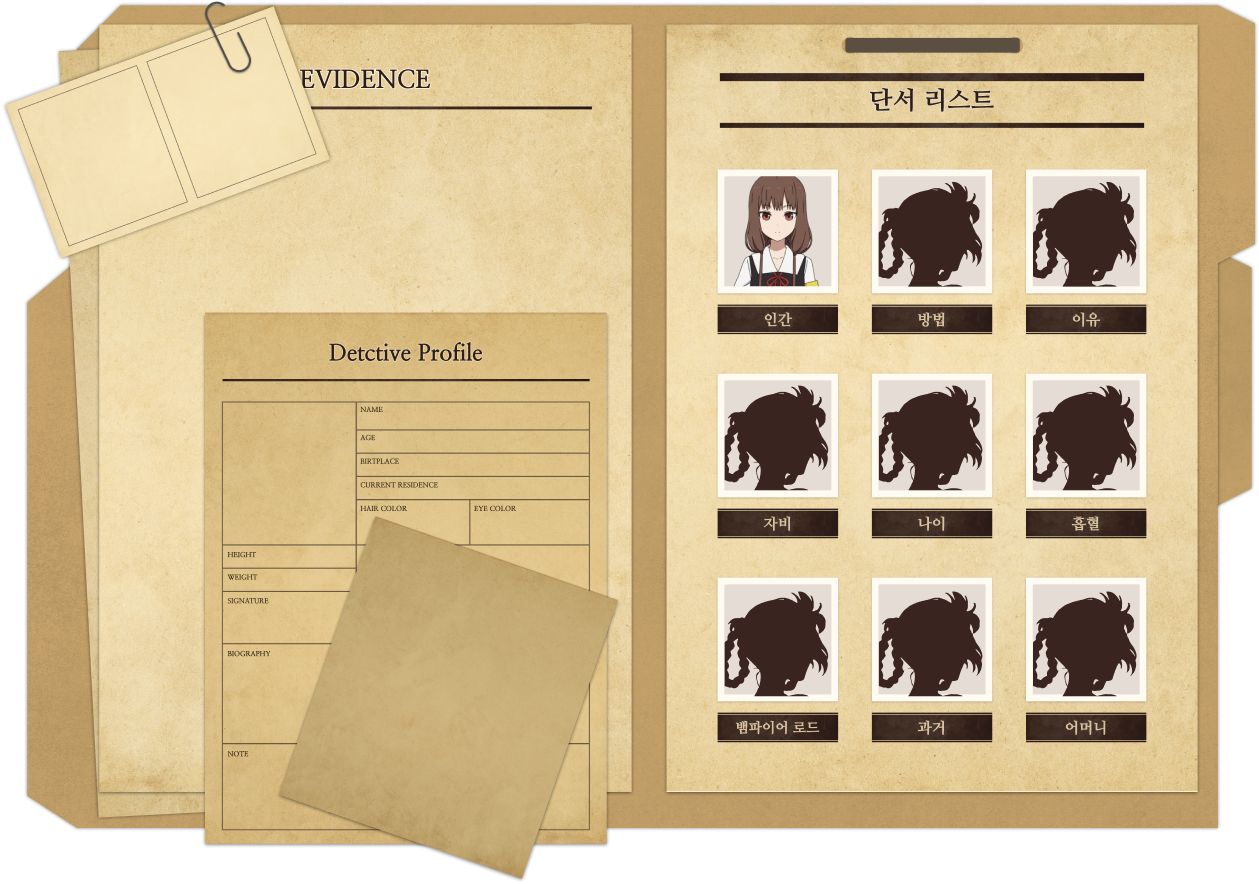 EVIDENCE
Detctive Profile
NAME
AGE
BIRTPLACE
CURRENT RESIDENCE
HAIR COLOR
EYE COLOR
HEIGHT
WEIGHT
SIGNATURE
BIOGRAPHY
NOTE
단서 리스트
인간
방법
이유
자비
나이
흡혈
뱀파이어 로드
과거
어머니